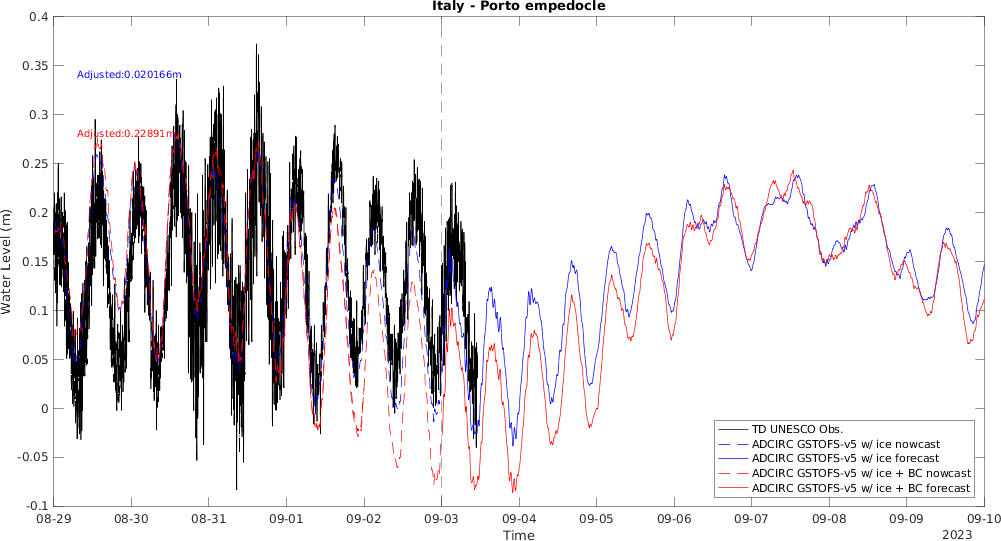 Italy - Porto empedocle
0.4
0.35
0.3
0.25
0.2
0.15
0.1
0.05
0
-0.05
-0.1
Water Level (m)
Adjusted:0.020166m
Adjusted:0.22891m
TD UNESCO Obs.
ADCIRC GSTOFS-v5 w/ ice nowcast
ADCIRC GSTOFS-v5 w/ ice forecast
ADCIRC GSTOFS-v5 w/ ice + BC nowcast
ADCIRC GSTOFS-v5 w/ ice + BC forecast
08-29 08-30 08-31 09-01 09-02 09-03 09-04 09-05 09-06 09-07 09-08 09-09 09-10
Time
2023